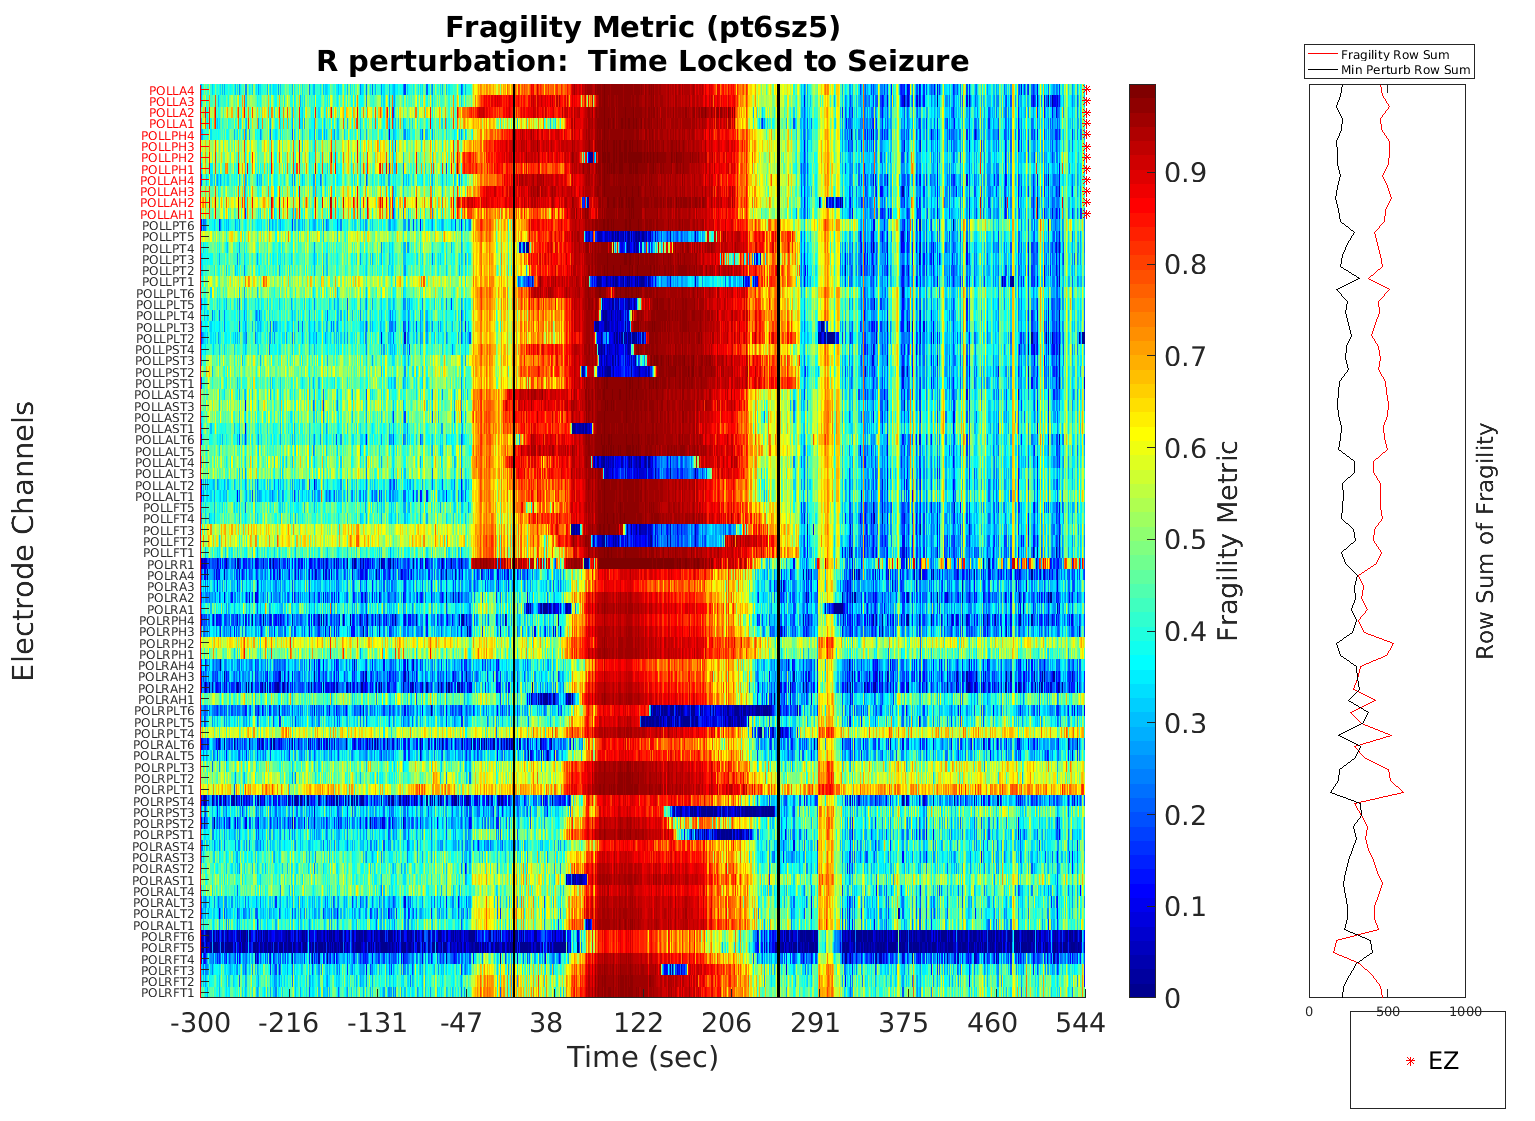 Fragility Metric (pt6sz5)
R perturbation:  Time Locked to Seizure
Electrode Channels
POLLA4
POLLA3
POLLA2
POLLA1
POLLPH4
POLLPH3
POLLPH2
POLLPH1
POLLAH4
POLLAH3
POLLAH2
POLLAH1
POLLPT6
POLLPT5
POLLPT4
POLLPT3
POLLPT2
POLLPT1
POLLPLT6
POLLPLT5
POLLPLT4
POLLPLT3
POLLPLT2
POLLPST4
POLLPST3
POLLPST2
POLLPST1
POLLAST4
POLLAST3
POLLAST2
POLLAST1
POLLALT6
POLLALT5
POLLALT4
POLLALT3
POLLALT2
POLLALT1
POLLFT5
POLLFT4
POLLFT3
POLLFT2
POLLFT1
POLRR1
POLRA4
POLRA3
POLRA2
POLRA1
POLRPH4
POLRPH3
POLRPH2
POLRPH1
POLRAH4
POLRAH3
POLRAH2
POLRAH1
POLRPLT6
POLRPLT5
POLRPLT4
POLRALT6
POLRALT5
POLRPLT3
POLRPLT2
POLRPLT1
POLRPST4
POLRPST3
POLRPST2
POLRPST1
POLRAST4
POLRAST3
POLRAST2
POLRAST1
POLRALT4
POLRALT3
POLRALT2
POLRALT1
POLRFT6
POLRFT5
POLRFT4
POLRFT3
POLRFT2
POLRFT1
-300 -216 -131 -47 38 122 206 291 375 460 544
Time (sec)
0.9
0.8
0.7
0.6
0.5
0.4
0.3
0.2
0.1
0
Fragility Metric
Fragility Row Sum
Min Perturb Row Sum
0 500 1000
Row Sum of Fragility
EZ